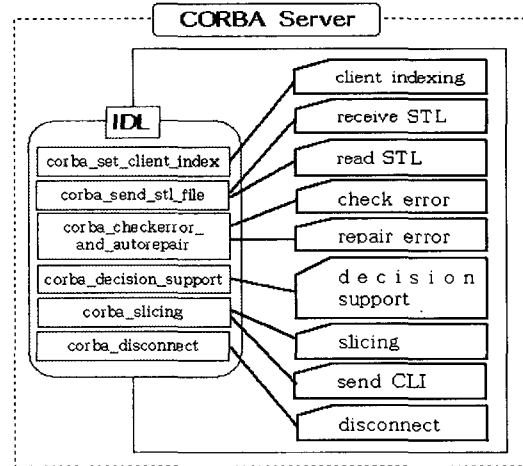 CORBA Server
IDL
corba_set_client_index
corba_send_stl_file
corba_checkerror_
and_autorepair
corba_decision_support
corba_slicing
corba_disconnect
client indexing
receive STL
read STL
check error
repair error
decision
support
slicing
send CLI
disconnect